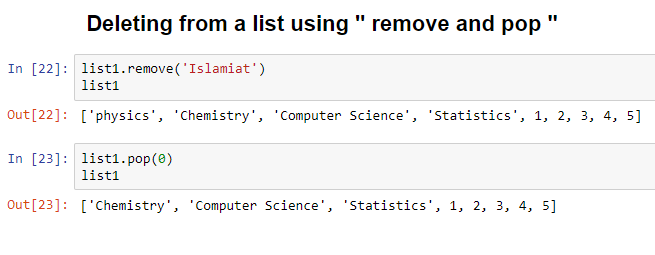 Deleting from a list using " remove and pop "
In [22]: list1.remove('Islamiat')
list1
Out[22]: ['physics', 'Chemistry', 'Computer Science', 'Statistics', 1, 2, 3, 4, 5]
In [23]: list1.pop(0)
list1
Out[23]: ['Chemistry', 'Computer Science', 'Statistics', 1, 2, 3, 4, 5]